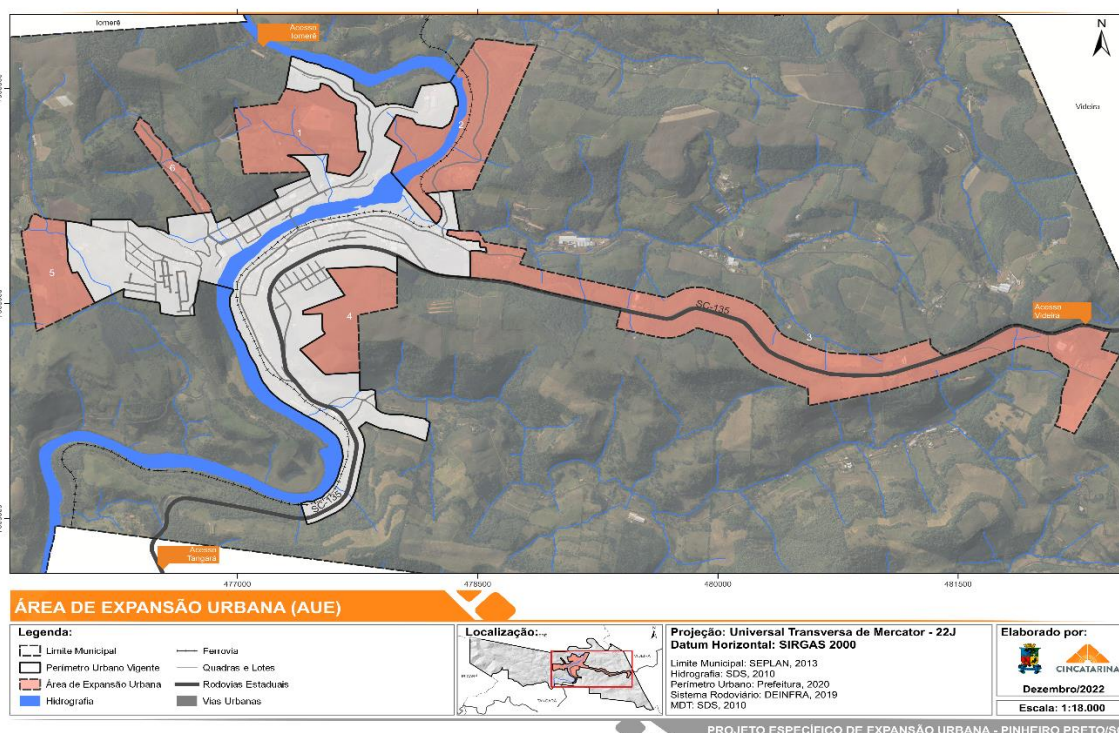 Iomerê
Acesso
Iomerê
N
Videira
1
2
6
5
4
SC-135
3
Acesso
Videira
SC-135
Acesso
Tangará
477000
478500
480000
481500
ÁREA DE EXPANSÃO URBANA (AUE)
Legenda:
Limite Municipal
Perímetro Urbano Vigente
Área de Expansão Urbana
Hidrografia
Ferrovia
Quadras e Lotes
Rodovias Estaduais
Vias Urbanas
Localização:
N
Projeção: Universal Transversa de Mercator - 22J
Datum Horizontal: SIRGAS 2000
Limite Municipal: SEPLAN, 2013
Hidrografia: SDS, 2010
Perímetro Urbano: Prefeitura, 2020
Sistema Rodoviário: DEINFRA, 2019
MDT: SDS, 2010
Elaborado por:
CINCATARINA
Dezembro/2022
Escala: 1:18.000
PROJETO ESPECÍFICO DE EXPANSÃO URBANA - PINHEIRO PRETO/S